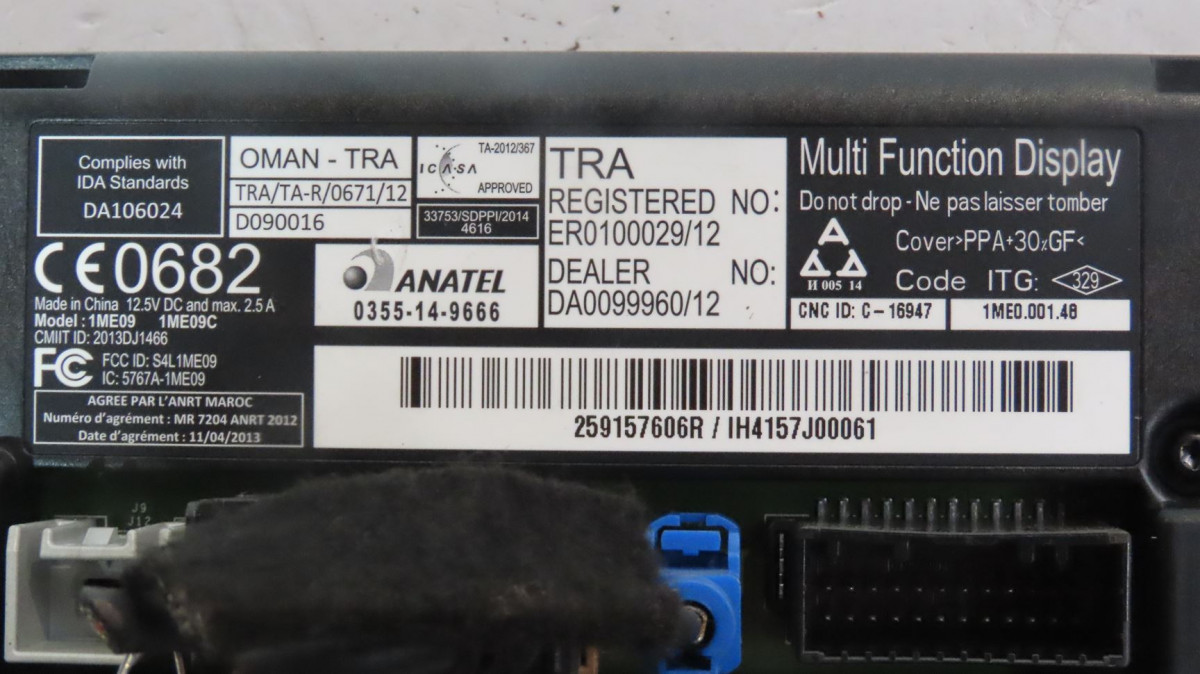 Complies with
IDA Standards
DA106024
OMAN - TRA
TRA/TA-R/0671/12
D090016
ICASA
TA-2012/367
APPROVED
33753/SDPPI/2014
4616
TRA
REGISTERED NO:
ER0100029/12
DEALER NO:
DA0099960/12
Multi Function Display
Do not drop - Ne pas laisser tomber
Cover>PPA+30%GF<
И 005 14
Code ITG: 329
CNC ID: C-16947
1ME0.001.48
CE0682
Made in China 12.5V DC and max. 2.5 A
Model : 1ME09 1ME09C
CMIIT ID: 2013DJ1466
FCC ID: S4L1ME09
IC: 5767A-1ME09
AGREE PAR L'ANRT MAROC
Numéro d'agrément : MR 7204 ANRT 2012
Date d'agrément : 11/04/2013
ANATEL
0355-14-9666
259157606R / IH4157J00061
J9
J12